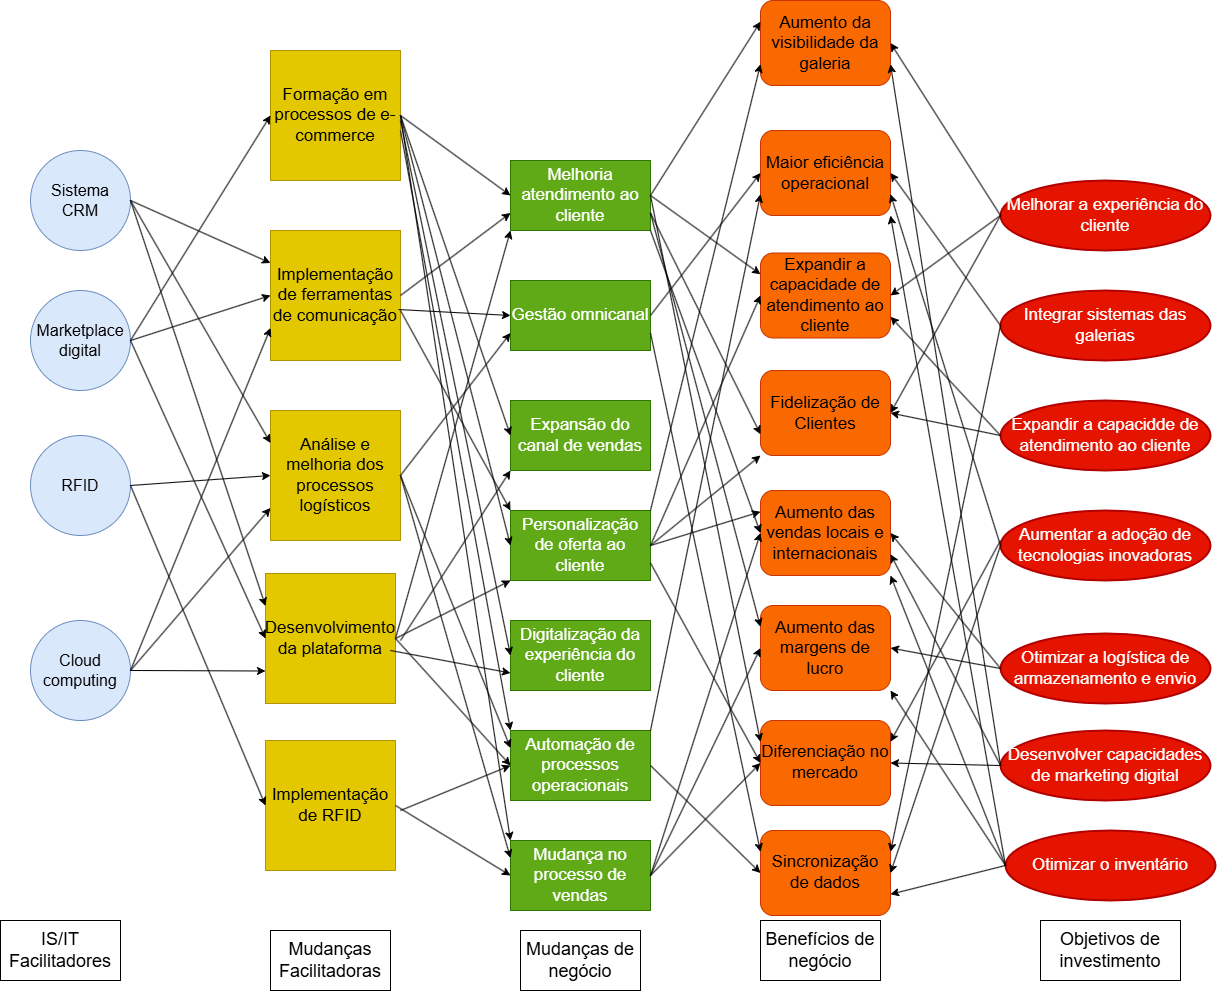 Sistema
CRM
Marketplace
digital
RFID
Cloud
computing
IS/IT
Facilitadores
Formação em
processos de e-
commerce
Implementação
de ferramentas
de comunicação
Análise e
melhoria dos
processos
logísticos
Desenvolvimento
da plataforma
Implementação
de RFID
Mudanças
Facilitadoras
Melhoria
atendimento ao
cliente
Gestão omnicanal
Expansão do
canal de vendas
Personalização
de oferta ao
cliente
Digitalização da
experiência do
cliente
Automação de
processos
operacionais
Mudança no
processo de
vendas
Mudanças de
negócio
Aumento da
visibilidade da
galeria
Maior eficiência
operacional
Expandir a
capacidade de
atendimento ao
cliente
Fidelização de
Clientes
Aumento das
vendas locais e
internacionais
Aumento das
margens de
lucro
Diferenciação no
mercado
Sincronização
de dados
Benefícios de
negócio
Melhorar a experiência do
cliente
Integrar sistemas das
galerias
Expandir a capacidde de
atendimento ao cliente
Aumentar a adoção de
tecnologias inovadoras
Otimizar a logística de
armazenamento e envio
Desenvolver capacidades
de marketing digital
Otimizar o inventário
Objetivos de
investimento